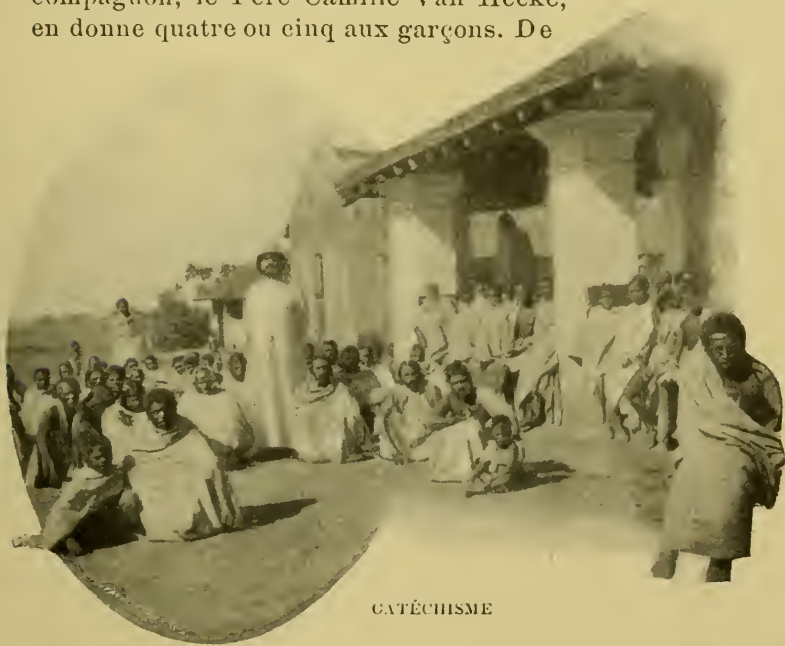 compagnon, le Père Camille Van Hecke,
en donne quatre ou cinq aux garçons. De
CATÉCHISME